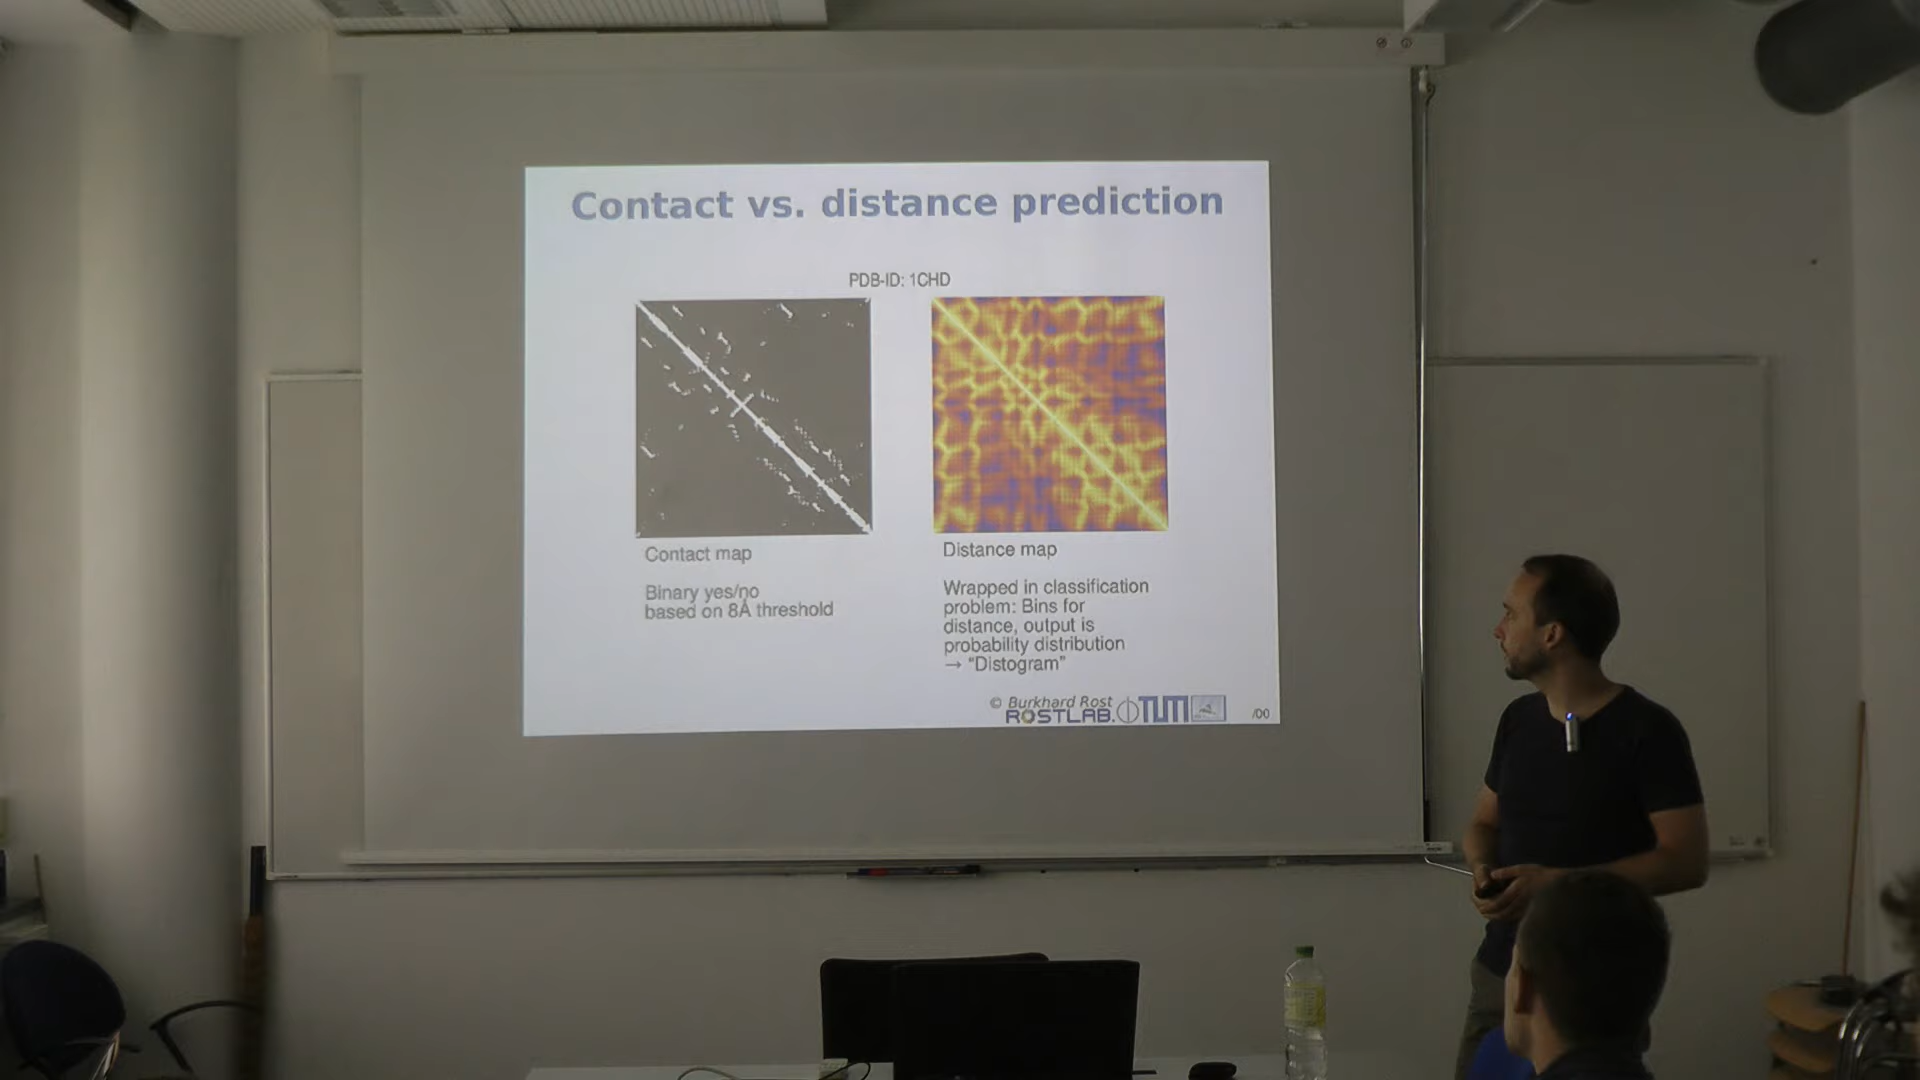 Contact vs. distance prediction
PDB-ID: 1CHD
Contact map
Binary yes/no
based on 8Å threshold
Distance map
Wrapped in classification
problem: Bins for
distance, output is
probability distribution
→ "Distogram"
© Burkhard Rost
ROSTLAB.
TUM
/00